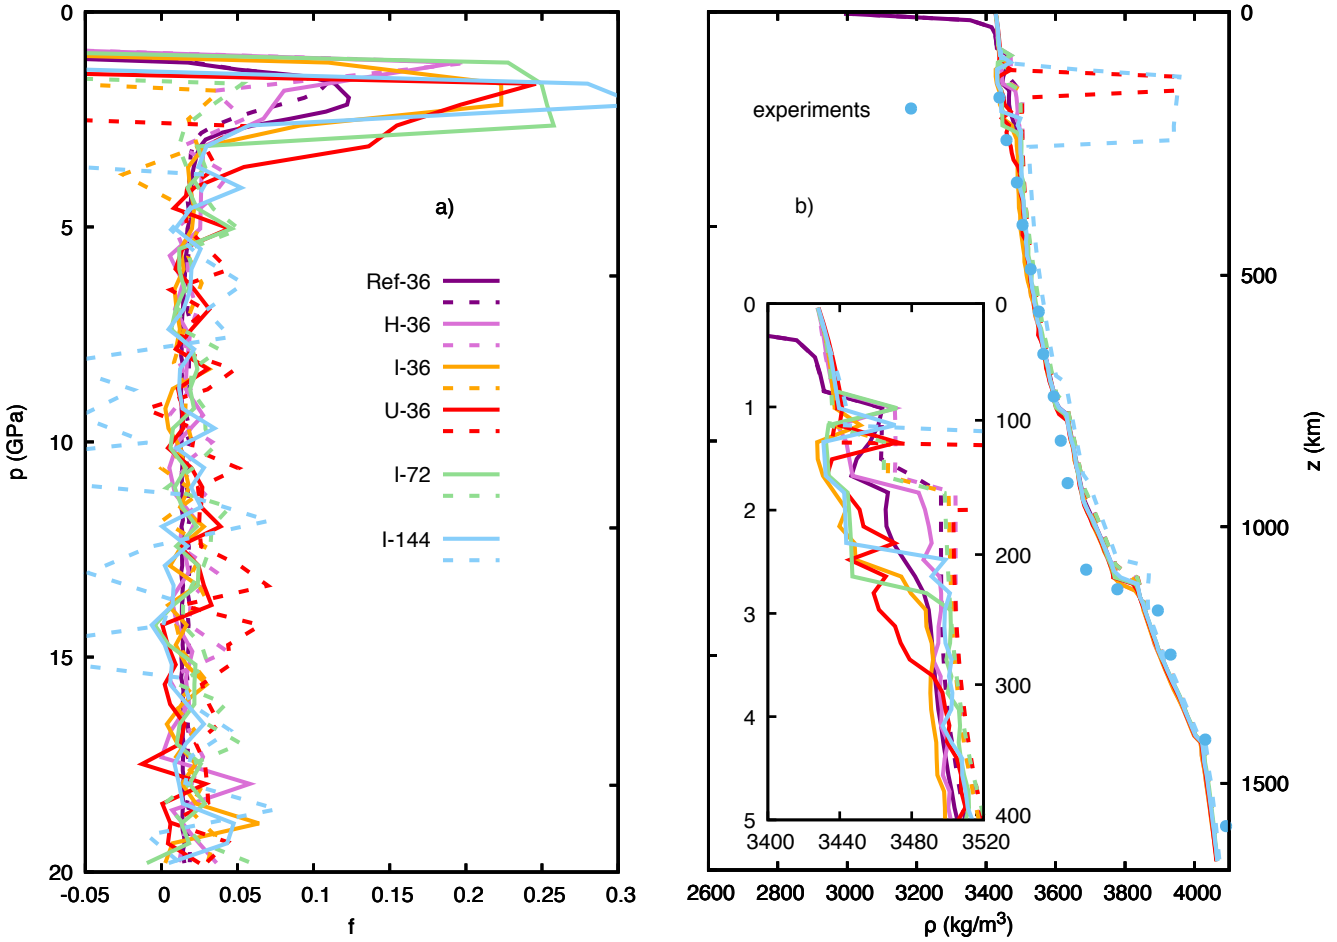 0
5
10
15
20
p (GPa)
-0.05 0 0.05 0.1 0.15 0.2 0.25 0.3
f
a)
Ref-36
H-36
I-36
U-36
I-72
I-144
experiments
b)
0
500
1000
1500
z (km)
2600 2800 3000 3200 3400 3600 3800 4000
ρ (kg/m³)
0
1
2
3
4
5
3400 3440 3480 3520
0
100
200
300
400